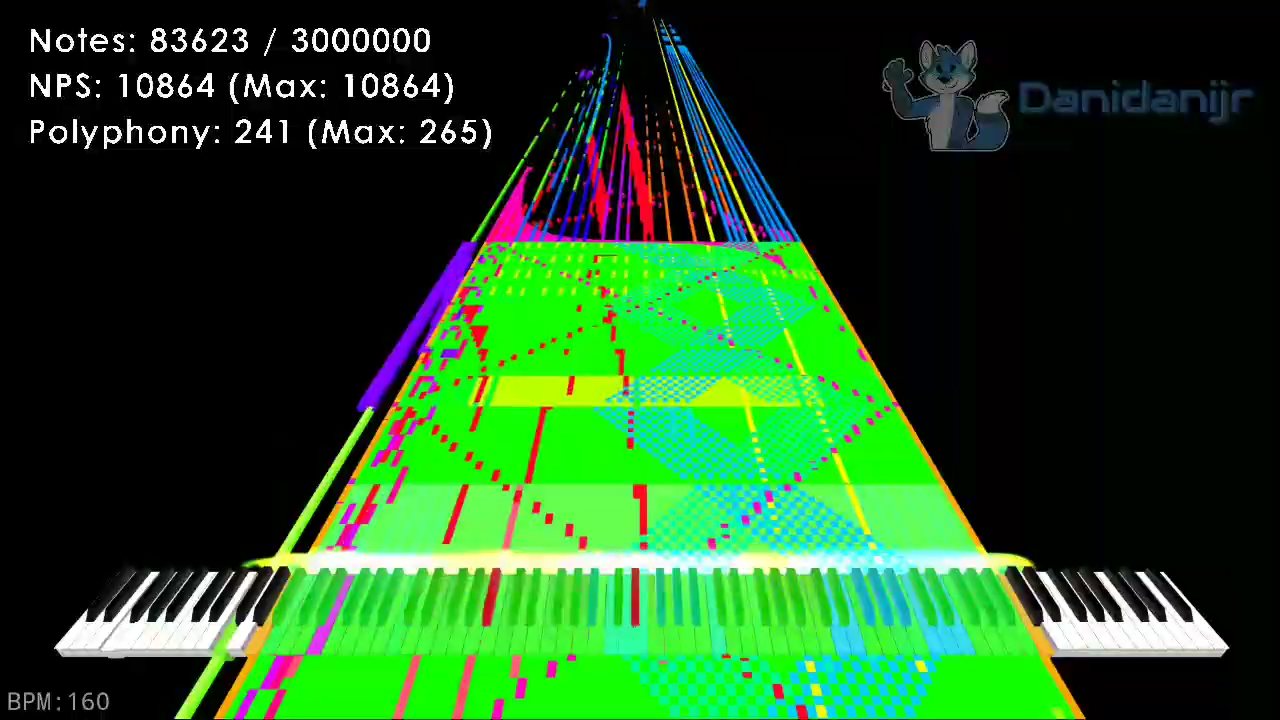 Notes: 83623 / 3000000
NPS: 10864 (Max: 10864)
Polyphony: 241 (Max: 265)
Danidanijr
BPM:160